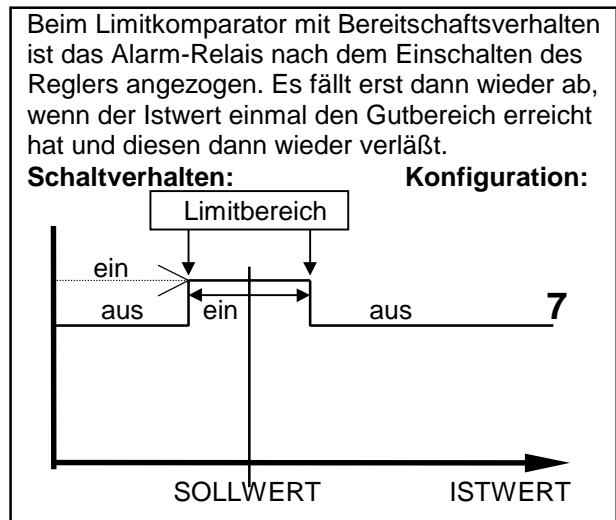 Beim Limitkomparator mit Bereitschaftsverhalten
ist das Alarm-Relais nach dem Einschalten des
Reglers angezogen. Es fällt erst dann wieder ab,
wenn der Istwert einmal den Gutbereich erreicht
hat und diesen dann wieder verläßt.
Schaltverhalten: Konfiguration:
Limitbereich
ein
aus ein aus 7
SOLLWERT ISTWERT